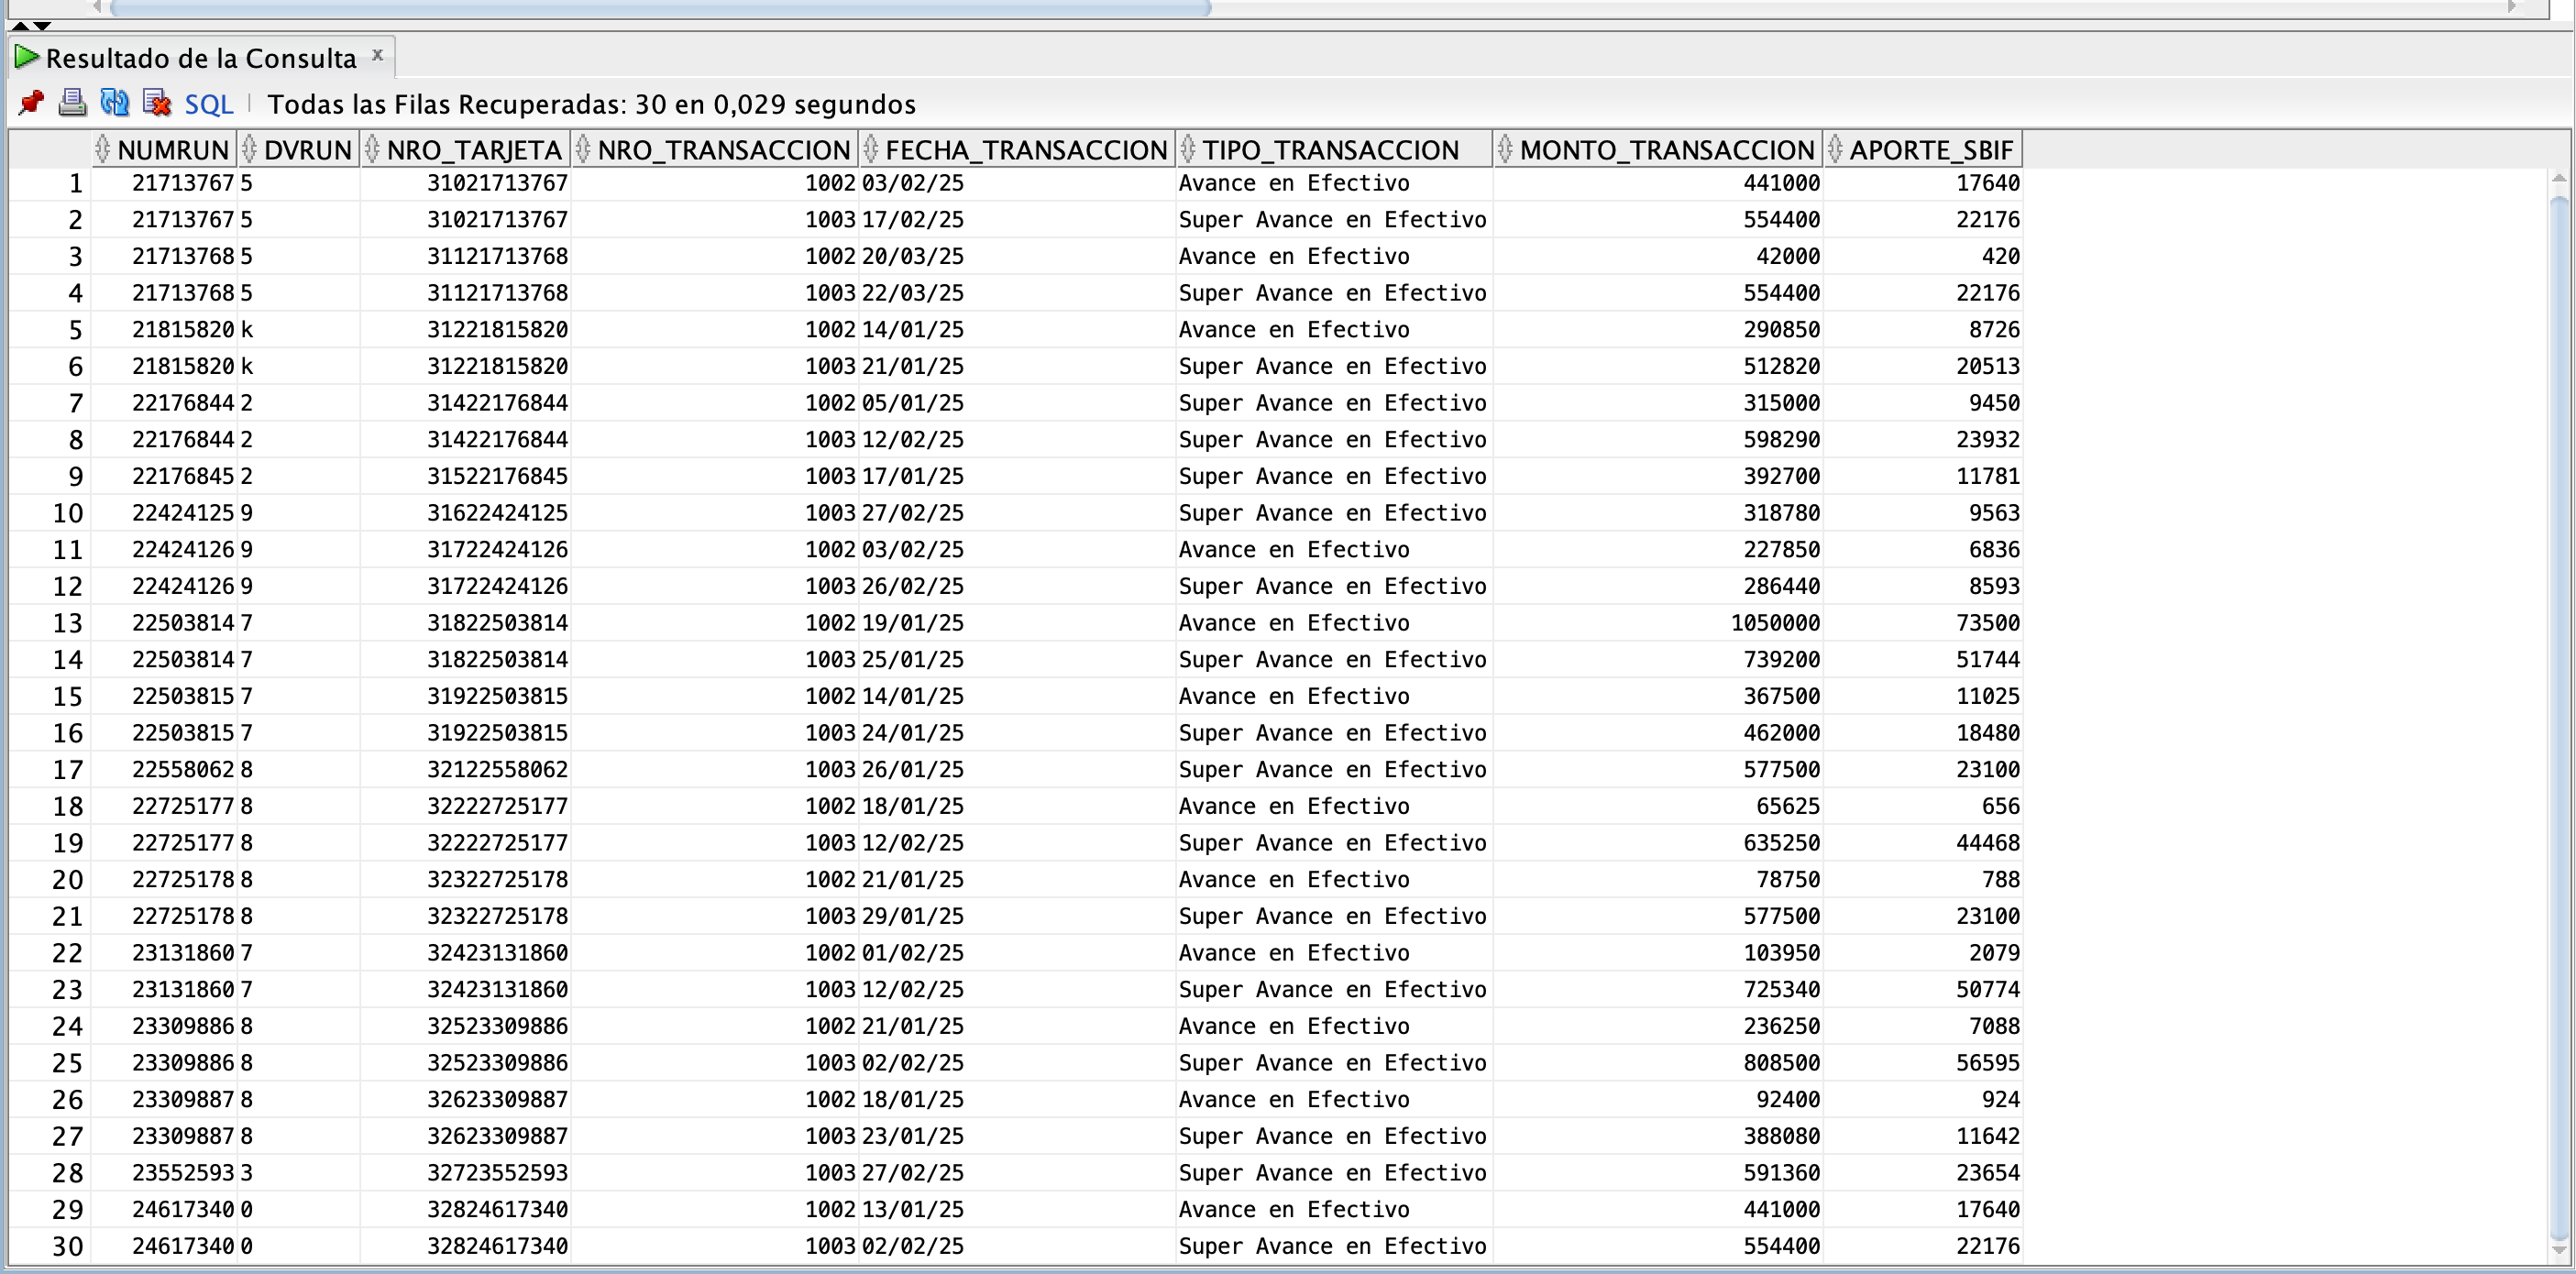 Resultado de la Consulta x
SQL | Todas las Filas Recuperadas: 30 en 0,029 segundos
NUMRUN DVRUN NRO_TARJETA NRO_TRANSACCION FECHA_TRANSACCION TIPO_TRANSACCION MONTO_TRANSACCION APORTE_SBIF
1 21713767 5 31021713767 1002 03/02/25 Avance en Efectivo 441000 17640
2 21713767 5 31021713767 1003 17/02/25 Super Avance en Efectivo 554400 22176
3 21713768 5 31121713768 1002 20/03/25 Avance en Efectivo 42000 420
4 21713768 5 31121713768 1003 22/03/25 Super Avance en Efectivo 554400 22176
5 21815820 k 31221815820 1002 14/01/25 Avance en Efectivo 290850 8726
6 21815820 k 31221815820 1003 21/01/25 Super Avance en Efectivo 512820 20513
7 22176844 2 31422176844 1002 05/01/25 Super Avance en Efectivo 315000 9450
8 22176844 2 31422176844 1003 12/02/25 Super Avance en Efectivo 598290 23932
9 22176845 2 31522176845 1003 17/01/25 Super Avance en Efectivo 392700 11781
10 22424125 9 31622424125 1003 27/02/25 Super Avance en Efectivo 318780 9563
11 22424126 9 31722424126 1002 03/02/25 Avance en Efectivo 227850 6836
12 22424126 9 31722424126 1003 26/02/25 Super Avance en Efectivo 286440 8593
13 22503814 7 31822503814 1002 19/01/25 Avance en Efectivo 1050000 73500
14 22503814 7 31822503814 1003 25/01/25 Super Avance en Efectivo 739200 51744
15 22503815 7 31922503815 1002 14/01/25 Avance en Efectivo 367500 11025
16 22503815 7 31922503815 1003 24/01/25 Super Avance en Efectivo 462000 18480
17 22558062 8 32122558062 1003 26/01/25 Super Avance en Efectivo 577500 23100
18 22725177 8 32222725177 1002 18/01/25 Avance en Efectivo 65625 656
19 22725177 8 32222725177 1003 12/02/25 Super Avance en Efectivo 635250 44468
20 22725178 8 32322725178 1002 21/01/25 Avance en Efectivo 78750 788
21 22725178 8 32322725178 1003 29/01/25 Super Avance en Efectivo 577500 23100
22 23131860 7 32423131860 1002 01/02/25 Avance en Efectivo 103950 2079
23 23131860 7 32423131860 1003 12/02/25 Super Avance en Efectivo 725340 50774
24 23309886 8 32523309886 1002 21/01/25 Avance en Efectivo 236250 7088
25 23309886 8 32523309886 1003 02/02/25 Super Avance en Efectivo 808500 56595
26 23309887 8 32623309887 1002 18/01/25 Avance en Efectivo 92400 924
27 23309887 8 32623309887 1003 23/01/25 Super Avance en Efectivo 388080 11642
28 23552593 3 32723552593 1003 27/02/25 Super Avance en Efectivo 591360 23654
29 24617340 0 32824617340 1002 13/01/25 Avance en Efectivo 441000 17640
30 24617340 0 32824617340 1003 02/02/25 Super Avance en Efectivo 554400 22176